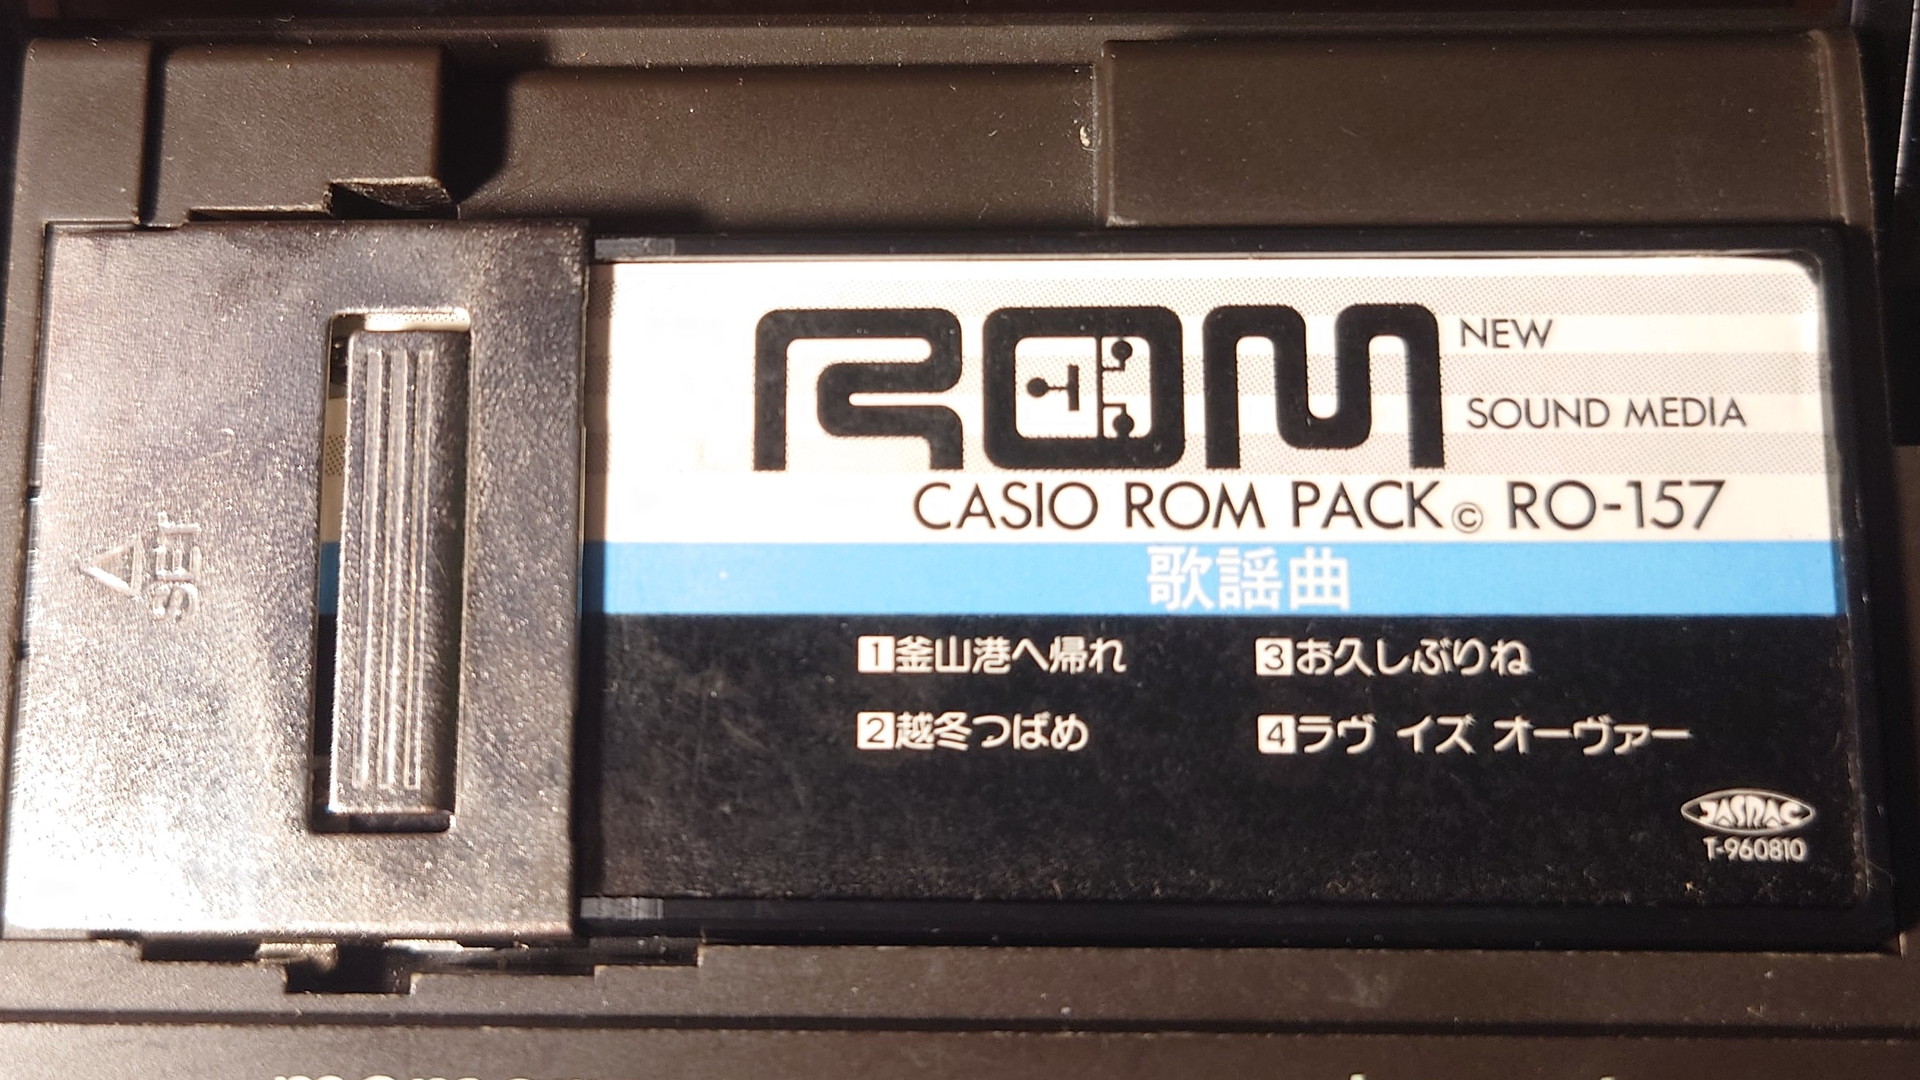 SET
ROM
NEW
SOUND MEDIA
CASIO ROM PACK © RO-157
歌謡曲
1釜山港へ帰れ
2越冬つばめ
3お久しぶりね
4ラヴ イズ オーヴァー
JASRAC
T-960810